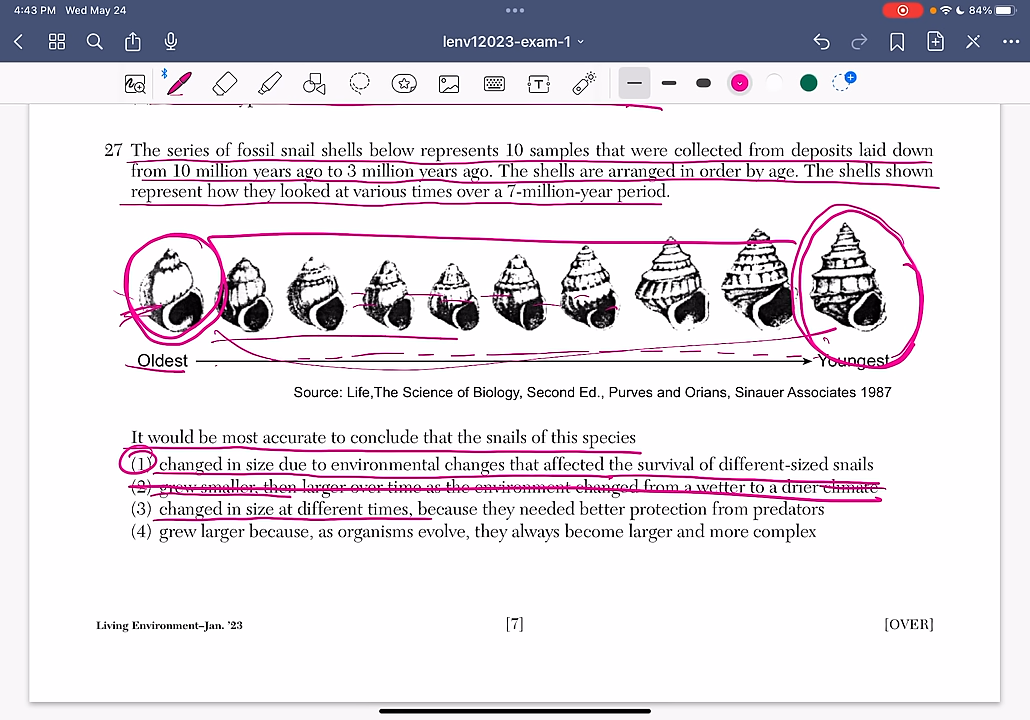 4:43 PM Wed May 24
84%
lenv12023-exam-1
27 The series of fossil snail shells below represents 10 samples that were collected from deposits laid down
from 10 million years ago to 3 million years ago. The shells are arranged in order by age. The shells shown
represent how they looked at various times over a 7-million-year period.
Oldest
Youngest
Source: Life,The Science of Biology, Second Ed., Purves and Orians, Sinauer Associates 1987
It would be most accurate to conclude that the snails of this species
(1) changed in size due to environmental changes that affected the survival of different-sized snails
(2) grew smaller, then larger over time as the environment changed from a wetter to a drier climate
(3) changed in size at different times, because they needed better protection from predators
(4) grew larger because, as organisms evolve, they always become larger and more complex
Living Environment–Jan. '23
[7]
[OVER]